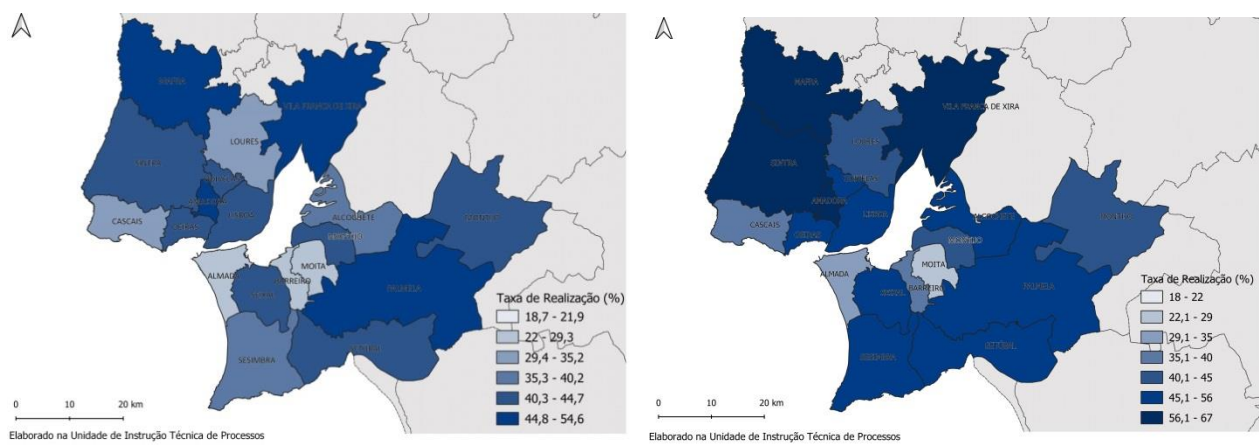 MAFRA
VILA FRANCA DE XIRA
LOURES
SINTRA
AMADORA
LISBOA
CASCAIS
OEIRAS
ALCOCHETE
MONTIJO
MONTIJO
ALMADA
MOITA
BARREIRO
SEIXAL
PALMELA
SESIMBRA
SETÚBAL
Taxa de Realização (%)
18,7 - 21,9
22 - 29,3
29,4 - 35,2
35,3 - 40,2
40,3 - 44,7
44,8 - 54,6
0 10 20 km
Elaborado na Unidade de Instrução Técnica de Processos
MAFRA
VILA FRANCA DE XIRA
LOURES
SINTRA
ODIVELAS
AMADORA
LISBOA
CASCAIS
OEIRAS
ALCOCHETE
MONTIJO
MONTIJO
ALMADA
MOITA
BARREIRO
SEIXAL
PALMELA
SETÚBAL
SESIMBRA
Taxa de Realização (%)
18 - 22
22,1 - 29
29,1 - 35
35,1 - 40
40,1 - 45
45,1 - 56
56,1 - 67
0 10 20 km
Elaborado na Unidade de Instrução Técnica de Processos